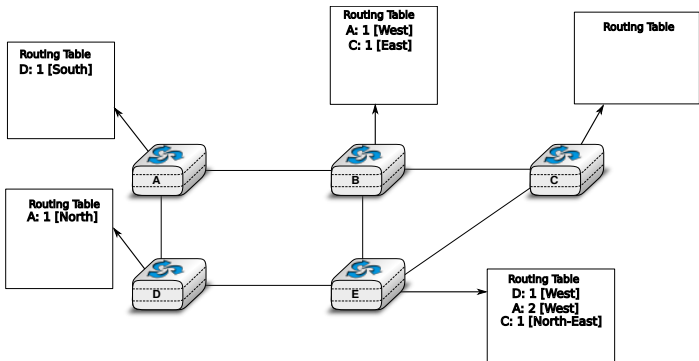 Routing Table
A: 1 [West]
C: 1 [East]
Routing Table
Routing Table
D: 1 [South]
A
B
C
Routing Table
A: 1 [North]
D
E
Routing Table
D: 1 [West]
A: 2 [West]
C: 1 [North-East]